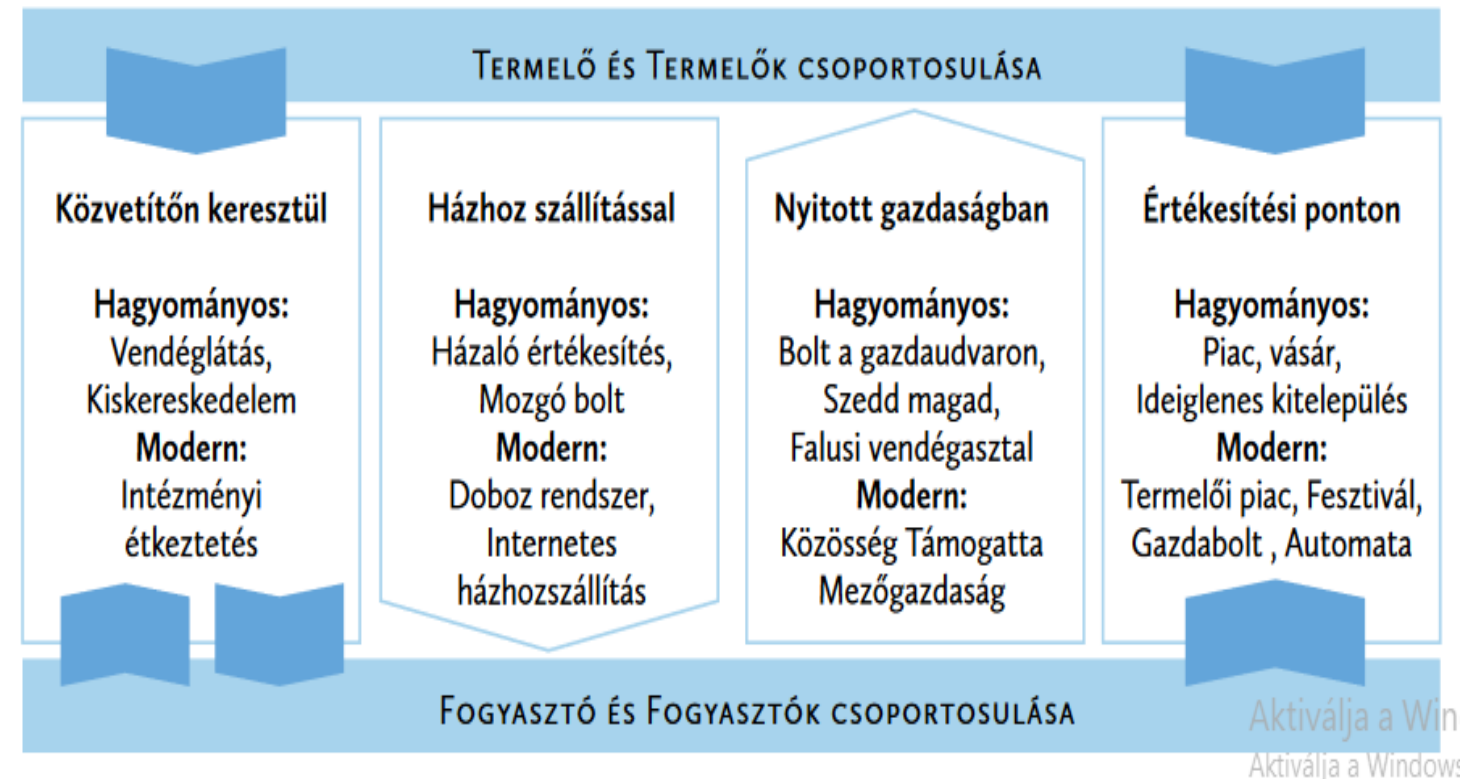 Termelő és Termelők csoportosulása
Közvetítőn keresztül
Hagyományos:
Vendéglátás,
Kiskereskedelem
Modern:
Intézményi
étkeztetés
Házhoz szállítással
Hagyományos:
Házaló értékesítés,
Mozgó bolt
Modern:
Doboz rendszer,
Internetes
házhozszállítás
Nyitott gazdaságban
Hagyományos:
Bolt a gazdaudvaron,
Szedd magad,
Falusi vendégasztal
Modern:
Közösség Támogatta
Mezőgazdaság
Értékesítési ponton
Hagyományos:
Piac, vásár,
Ideiglenes kitelepülés
Modern:
Termelői piac, Fesztivál,
Gazdabolt , Automata
Fogyasztó és Fogyasztók csoportosulása
Aktiválja a Win
Aktiválja a Windows